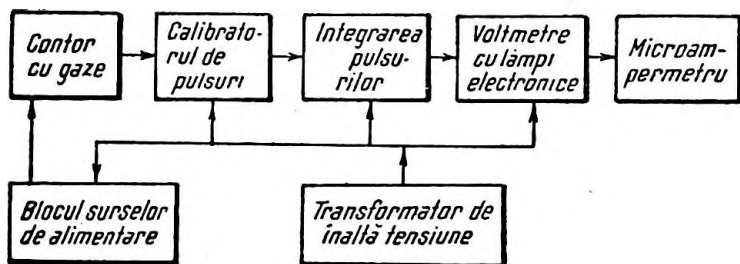 Contor
cu gaze
Calibrato-
rul de
pulsuri
Integrarea
pulsu-
rilor
Voltmetre
cu lămpi
electronice
Microam-
permetru
Blocul surselor
de alimentare
Transformator de
înaltă tensiune